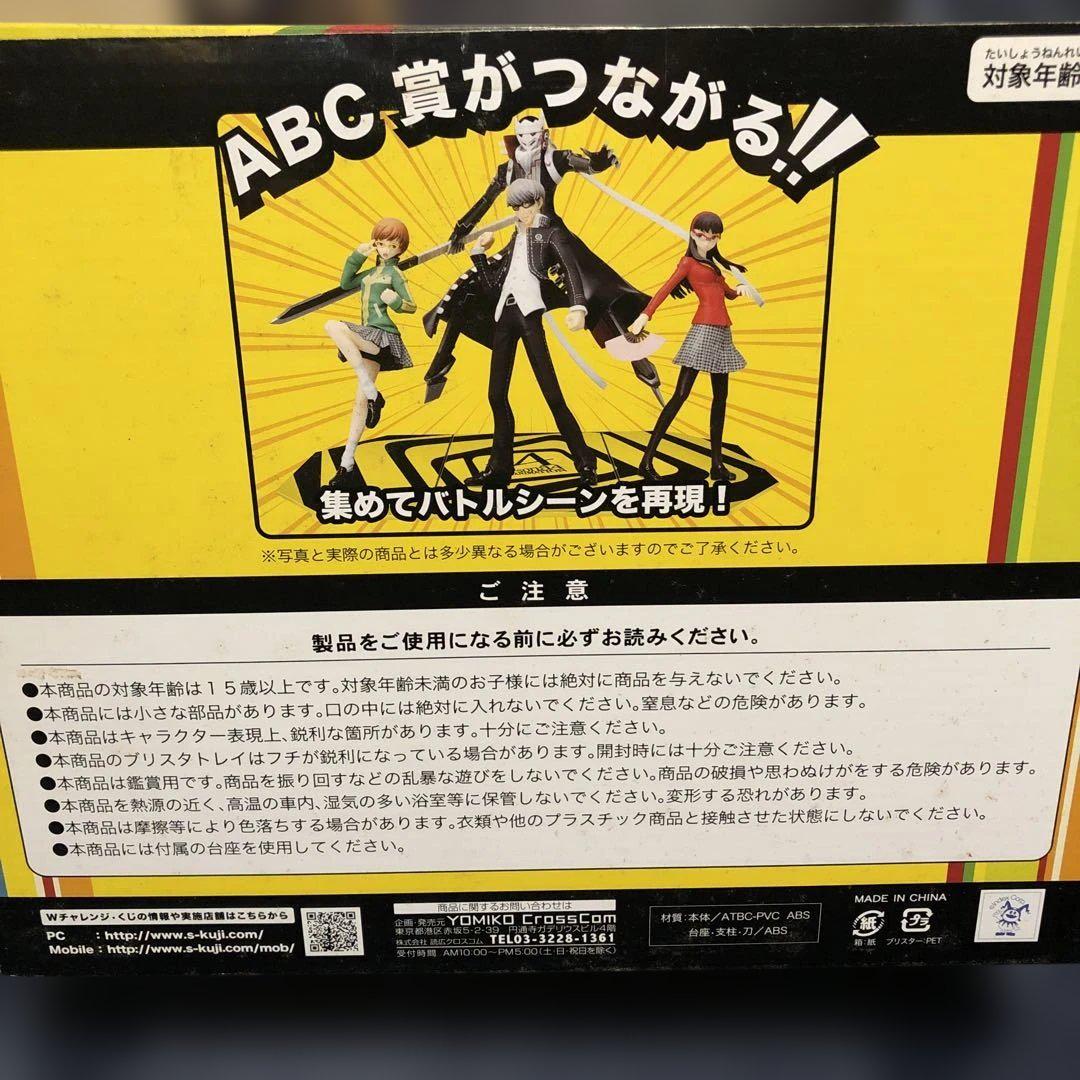 たいしょうねんれい
対象年齢
ABC賞がつながる!!
集めてバトルシーンを再現!
※写真と実際の商品とは多少異なる場合がございますのでご了承ください。
ご注意
製品をご使用になる前に必ずお読みください。
●本商品の対象年齢は15歳以上です。対象年齢未満のお子様には絶対に商品を与えないでください。
●本商品には小さな部品があります。口の中には絶対に入れないでください。窒息などの危険があります。
●本商品はキャラクター表現上、鋭利な箇所があります。十分にご注意ください。
●本商品のブリスタトレイはフチが鋭利になっている場合があります。開封時には十分ご注意ください。
●本商品は鑑賞用です。商品を振り回すなどの乱暴な遊びをしないでください。商品の破損や思わぬけがをする危険があります。
●本商品を熱源の近く、高温の車内、湿気の多い浴室等に保管しないでください。変形する恐れがあります。
●本商品は摩擦等により色落ちする場合があります。衣類や他のプラスチック商品と接触させた状態にしないでください。
●本商品には付属の台座を使用してください。
Wチャレンジ・くじの情報や実施店舗はこちらから
PC : http://www.s-kuji.com/
Mobile : http://www.s-kuji.com/mob/
商品に関するお問い合わせは
企画・発売元 YOMIKO CrossCom
東京都港区赤坂5-2-39 円通寺ガデリウスビル4階
株式会社 読広クロスコム TEL03-3228-1361
受付時間 AM10:00~PM5:00(土・日・祝日を除く)
材質:本体/ATBC-PVC ABS
台座・支柱・刀/ABS
MADE IN CHINA
紙 プラ
箱:紙 ブリスター:PET